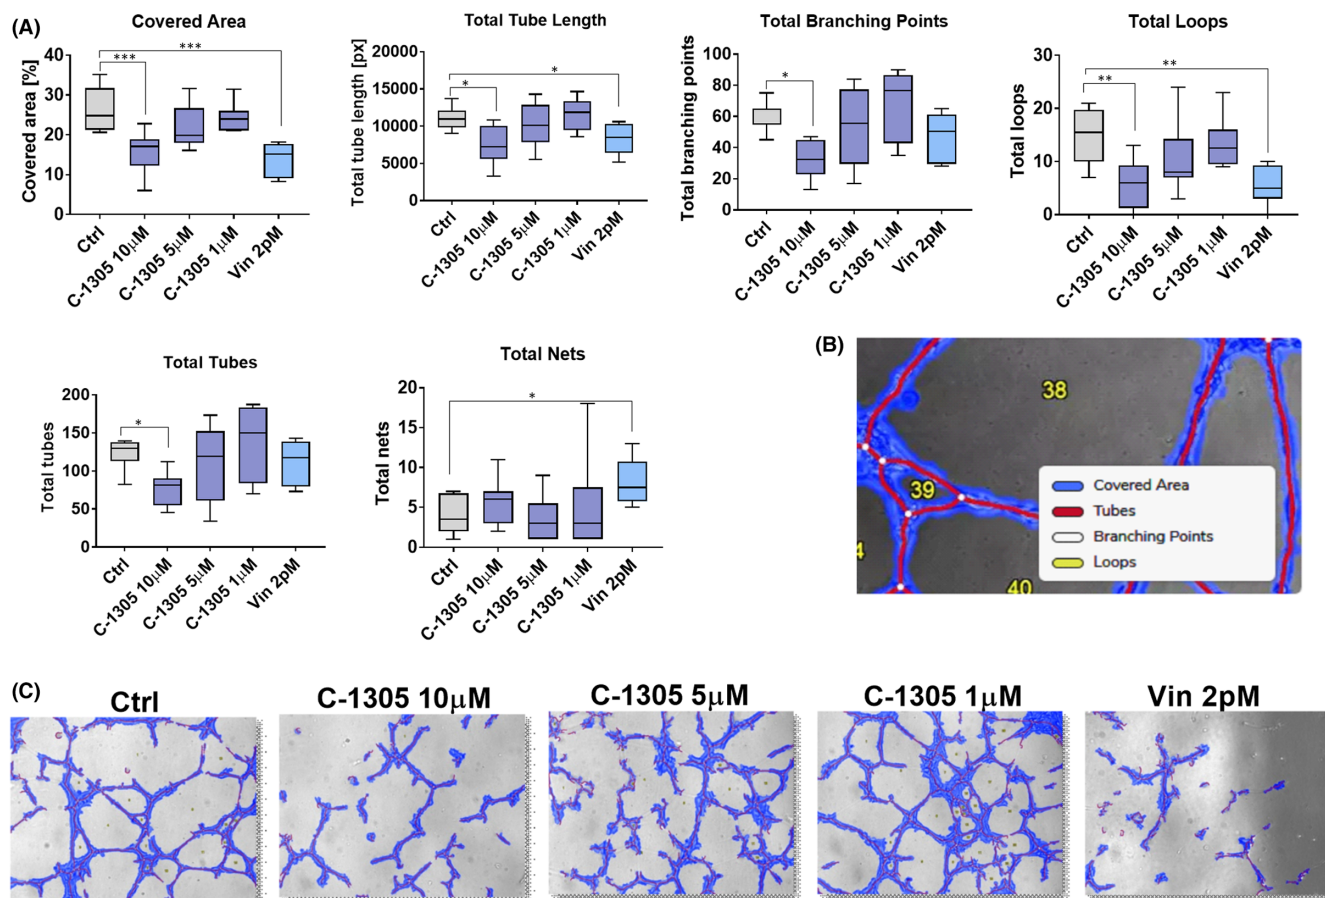 (A)
Covered Area
Covered area [%]
40
30
20
10
0
***
***
Ctrl
C-1305 10μM
C-1305 5μM
C-1305 1μM
Vin 2pM
Total Tube Length
Total tube length [px]
20000
15000
10000
5000
0
*
*
Ctrl
C-1305 10μM
C-1305 5μM
C-1305 1μM
Vin 2pM
Total Branching Points
Total branching points
100
80
60
40
20
0
*
Ctrl
C-1305 10μM
C-1305 5μM
C-1305 1μM
Vin 2pM
Total Loops
Total loops
30
20
10
0
**
**
Ctrl
C-1305 10μM
C-1305 5μM
C-1305 1μM
Vin 2pM
Total Tubes
Total tubes
200
150
100
50
0
*
Ctrl
C-1305 10μM
C-1305 5μM
C-1305 1μM
Vin 2pM
Total Nets
Total nets
20
15
10
5
0
*
Ctrl
C-1305 10μM
C-1305 5μM
C-1305 1μM
Vin 2pM
(B)
38
39
4
40
Covered Area
Tubes
Branching Points
Loops
(C)
Ctrl
C-1305 10μM
C-1305 5μM
C-1305 1μM
Vin 2pM